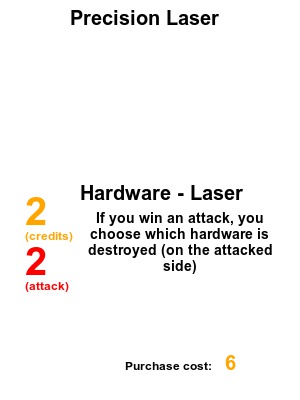 Precision Laser
Hardware - Laser
2
(credits)
2
(attack)
If you win an attack, you
choose which hardware is
destroyed (on the attacked
side)
Purchase cost: 6